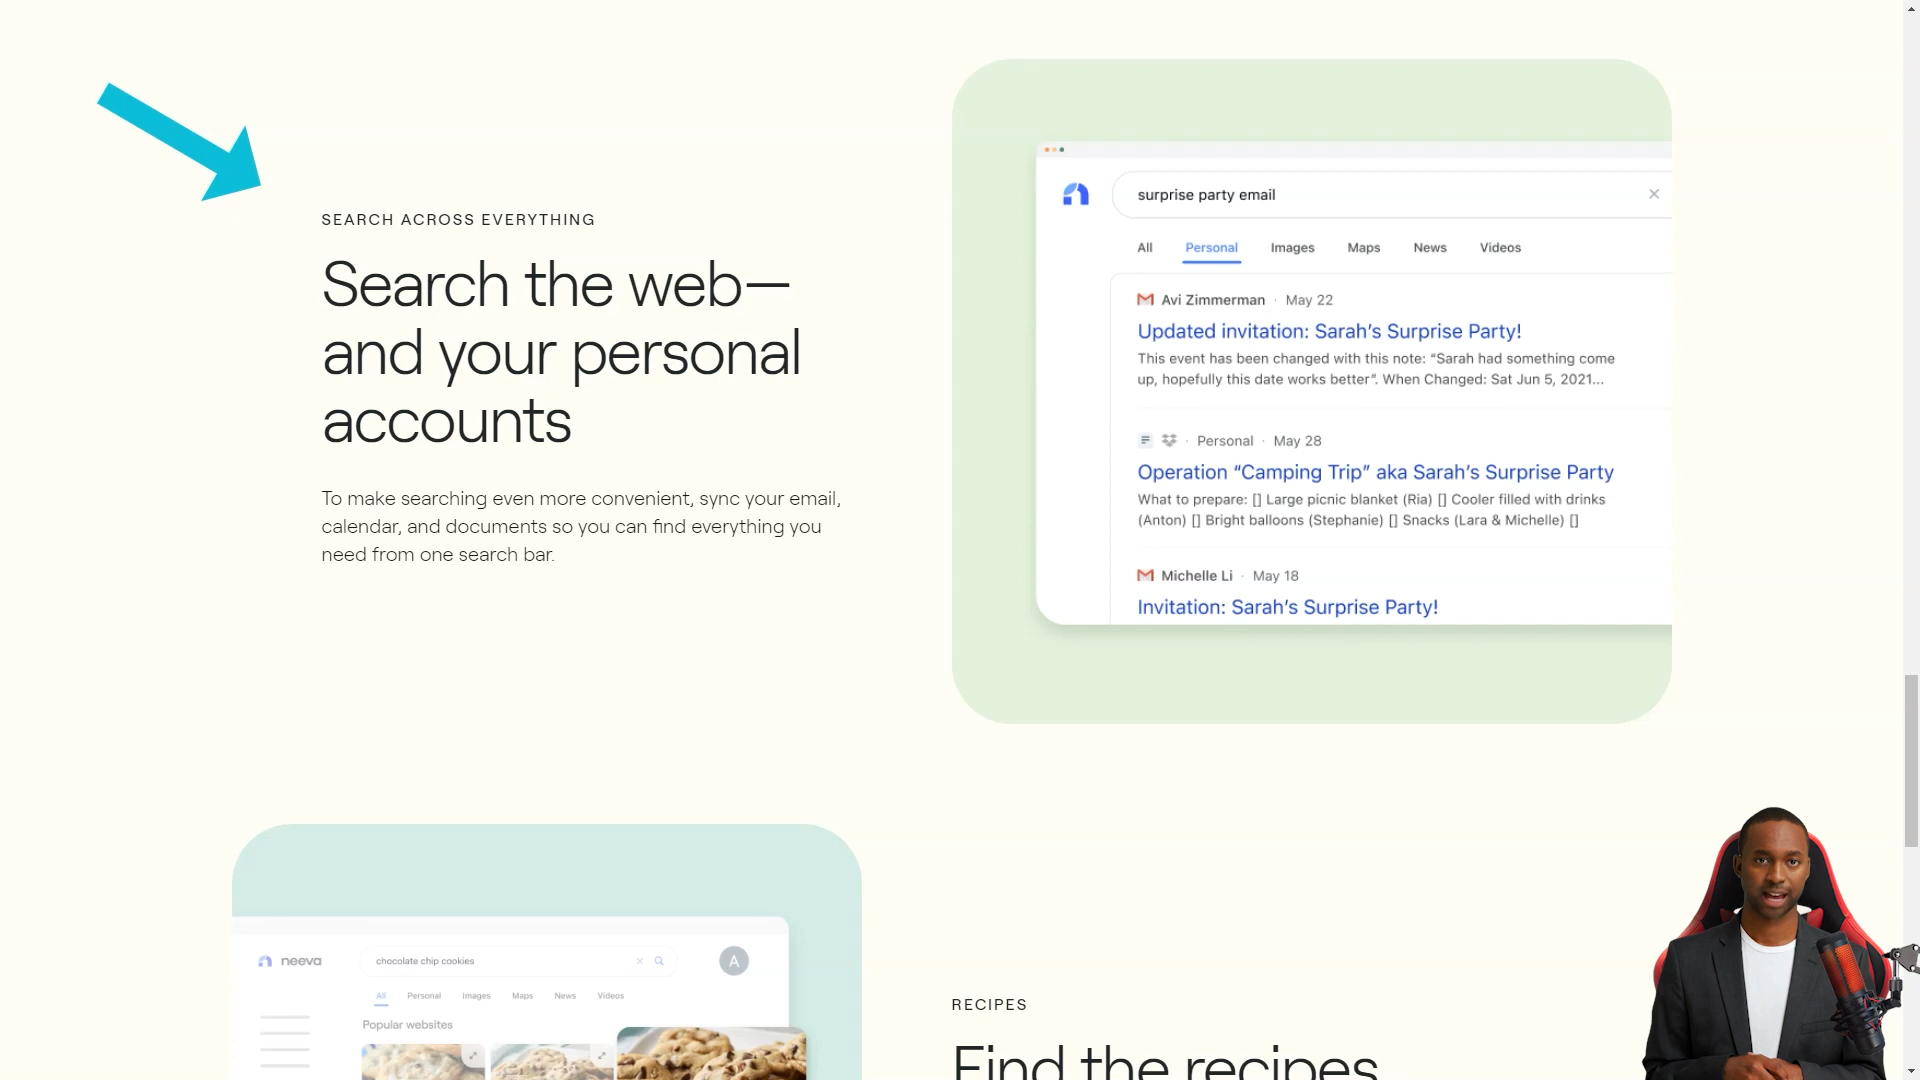 SEARCH ACROSS EVERYTHING
Search the web—
and your personal
accounts
To make searching even more convenient, sync your email,
calendar, and documents so you can find everything you
need from one search bar.
surprise party email
All Personal Images Maps News Videos
Avi Zimmerman · May 22
Updated invitation: Sarah’s Surprise Party!
This event has been changed with this note: “Sarah had something come
up, hopefully this date works better”. When Changed: Sat Jun 5, 2021...
· Personal · May 28
Operation “Camping Trip” aka Sarah’s Surprise Party
What to prepare: [] Large picnic blanket (Ria) [] Cooler filled with drinks
(Anton) [] Bright balloons (Stephanie) [] Snacks (Lara & Michelle) []
Michelle Li · May 18
Invitation: Sarah’s Surprise Party!
neeva
chocolate chip cookies
A
All Personal Images Maps News Videos
Popular websites
RECIPES
Find the recipes